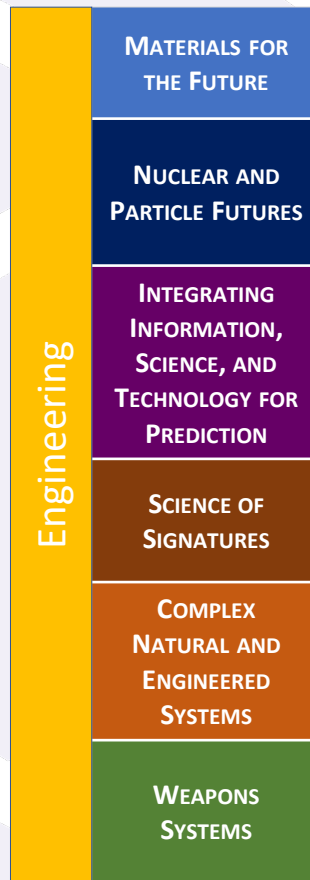 Engineering
MATERIALS FOR
THE FUTURE
NUCLEAR AND
PARTICLE FUTURES
INTEGRATING
INFORMATION,
SCIENCE, AND
TECHNOLOGY FOR
PREDICTION
SCIENCE OF
SIGNATURES
COMPLEX
NATURAL AND
ENGINEERED
SYSTEMS
WEAPONS
SYSTEMS